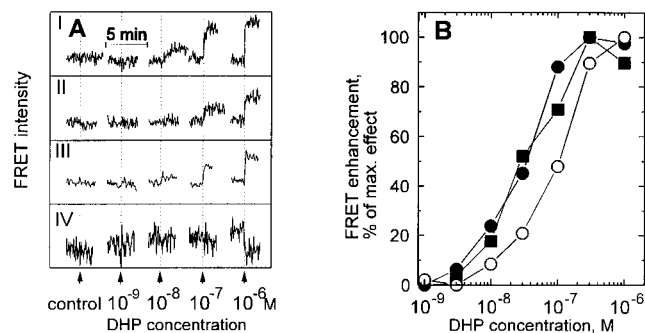 A
I
5 min
II
III
IV
FRET intensity
control 10⁻⁹ 10⁻⁸ 10⁻⁷ 10⁻⁶ M
DHP concentration
B
100
80
60
40
20
0
FRET enhancement,
% of max. effect
10⁻⁹ 10⁻⁸ 10⁻⁷ 10⁻⁶
DHP concentration, M